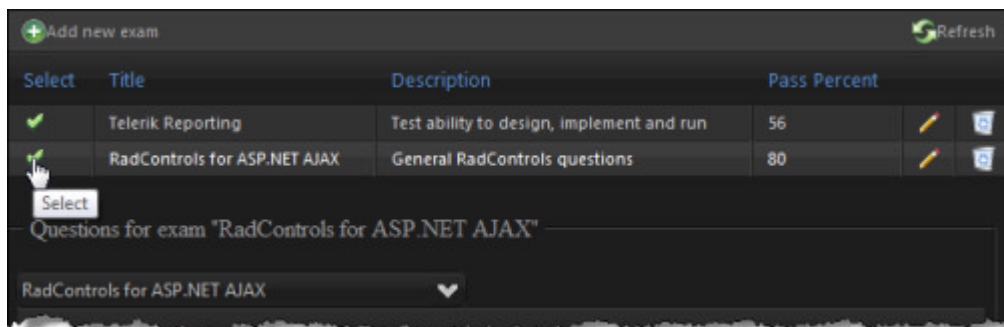 Add new exam Refresh
Select Title Description Pass Percent
Telerik Reporting Test ability to design, implement and run 56
RadControls for ASP.NET AJAX General RadControls questions 80
Select
Questions for exam "RadControls for ASP.NET AJAX"
RadControls for ASP.NET AJAX